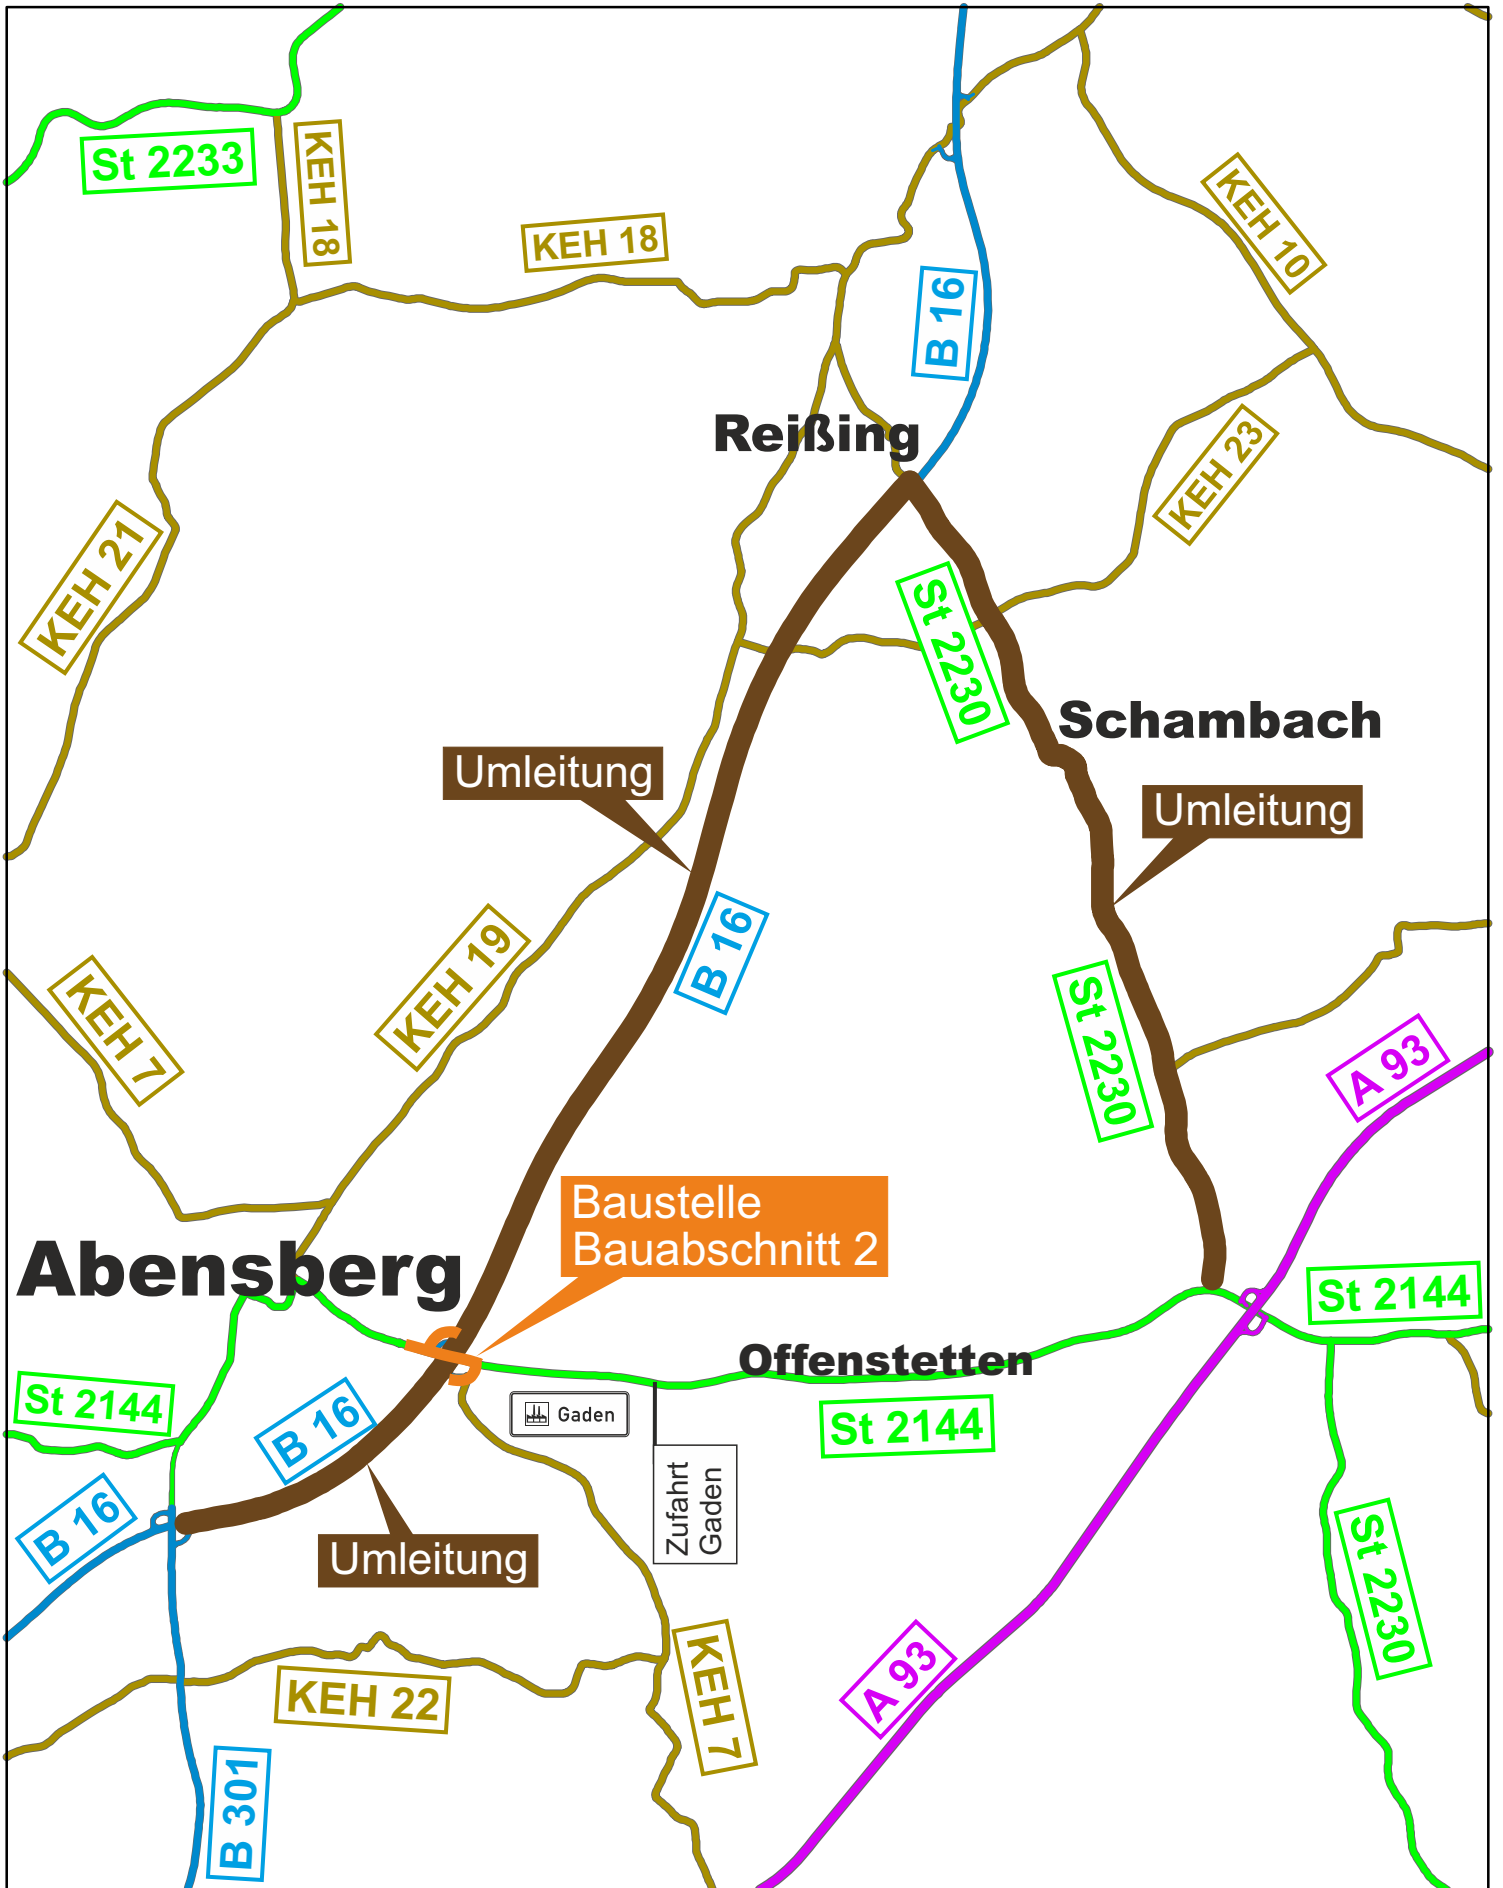 St 2233
KEH 18
KEH 18
KEH 10
B 16
Reißing
KEH 23
KEH 21
St 2230
Schambach
Umleitung
Umleitung
B 16
KEH 19
KEH 7
St 2230
A 93
Baustelle
Bauabschnitt 2
Abensberg
St 2144
Offenstetten
St 2144
B 16
Gaden
St 2144
Zufahrt
Gaden
B 16
Umleitung
St 2230
A 93
KEH 22
KEH 7
B 301